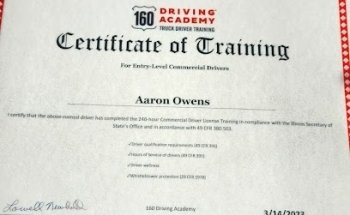 160 DRIVING
ACADEMY
TRUCK DRIVER TRAINING
Certificate of Training
For Entry-Level Commercial Drivers
Aaron Owens
I certify that the above-named driver has completed the 240-hour Commercial Driver License Training in compliance with the Illinois Secretary of
State's Office and in accordance with 49 CFR 380.503.
✓Driver qualification requirements (49 CFR 391)
✓Hours of service of drivers (49 CFR 395)
✓Driver wellness
✓Whistleblower protection (29 CFR 1978)
160 Driving Academy
3/14/2023